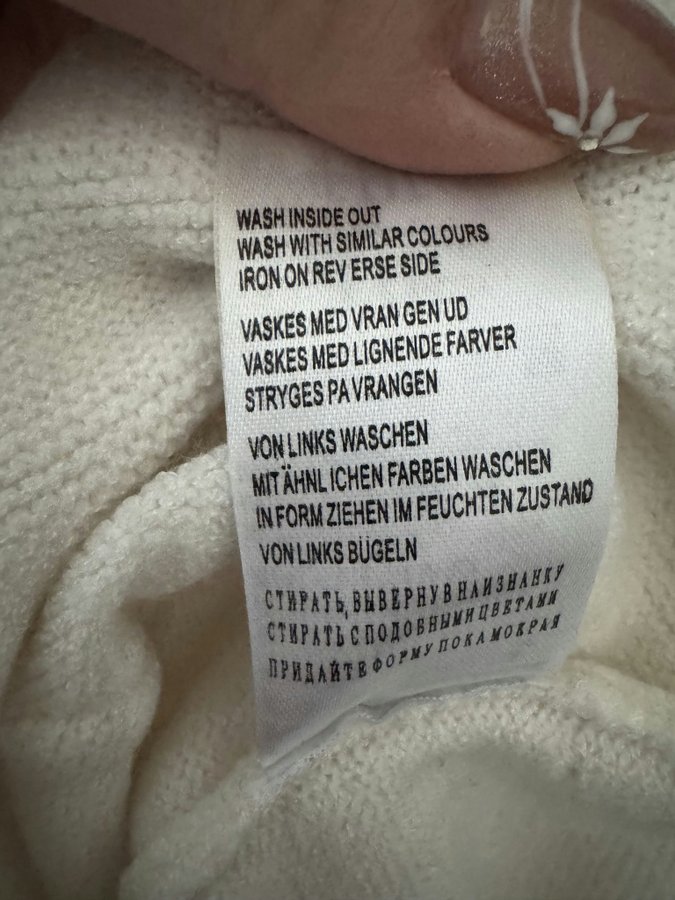 WASH INSIDE OUT
WASH WITH SIMILAR COLOURS
IRON ON REV ERSE SIDE
VASKES MED VRAN GEN UD
VASKES MED LIGNENDE FARVER
STRYGES PA VRANGEN
VON LINKS WASCHEN
MIT ÄHNL ICHEN FARBEN WASCHEN
IN FORM ZIEHEN IM FEUCHTEN ZUSTAND
VON LINKS BÜGELN
СТИРАТЬ, ВЫВЕРНУВ НАИЗНАНКУ
СТИРАТЬ С ПОДОБНЫМИ ЦВЕТАМИ
ПРИДАЙТЕ ФОРМУ ПОКА МОКРАЯ